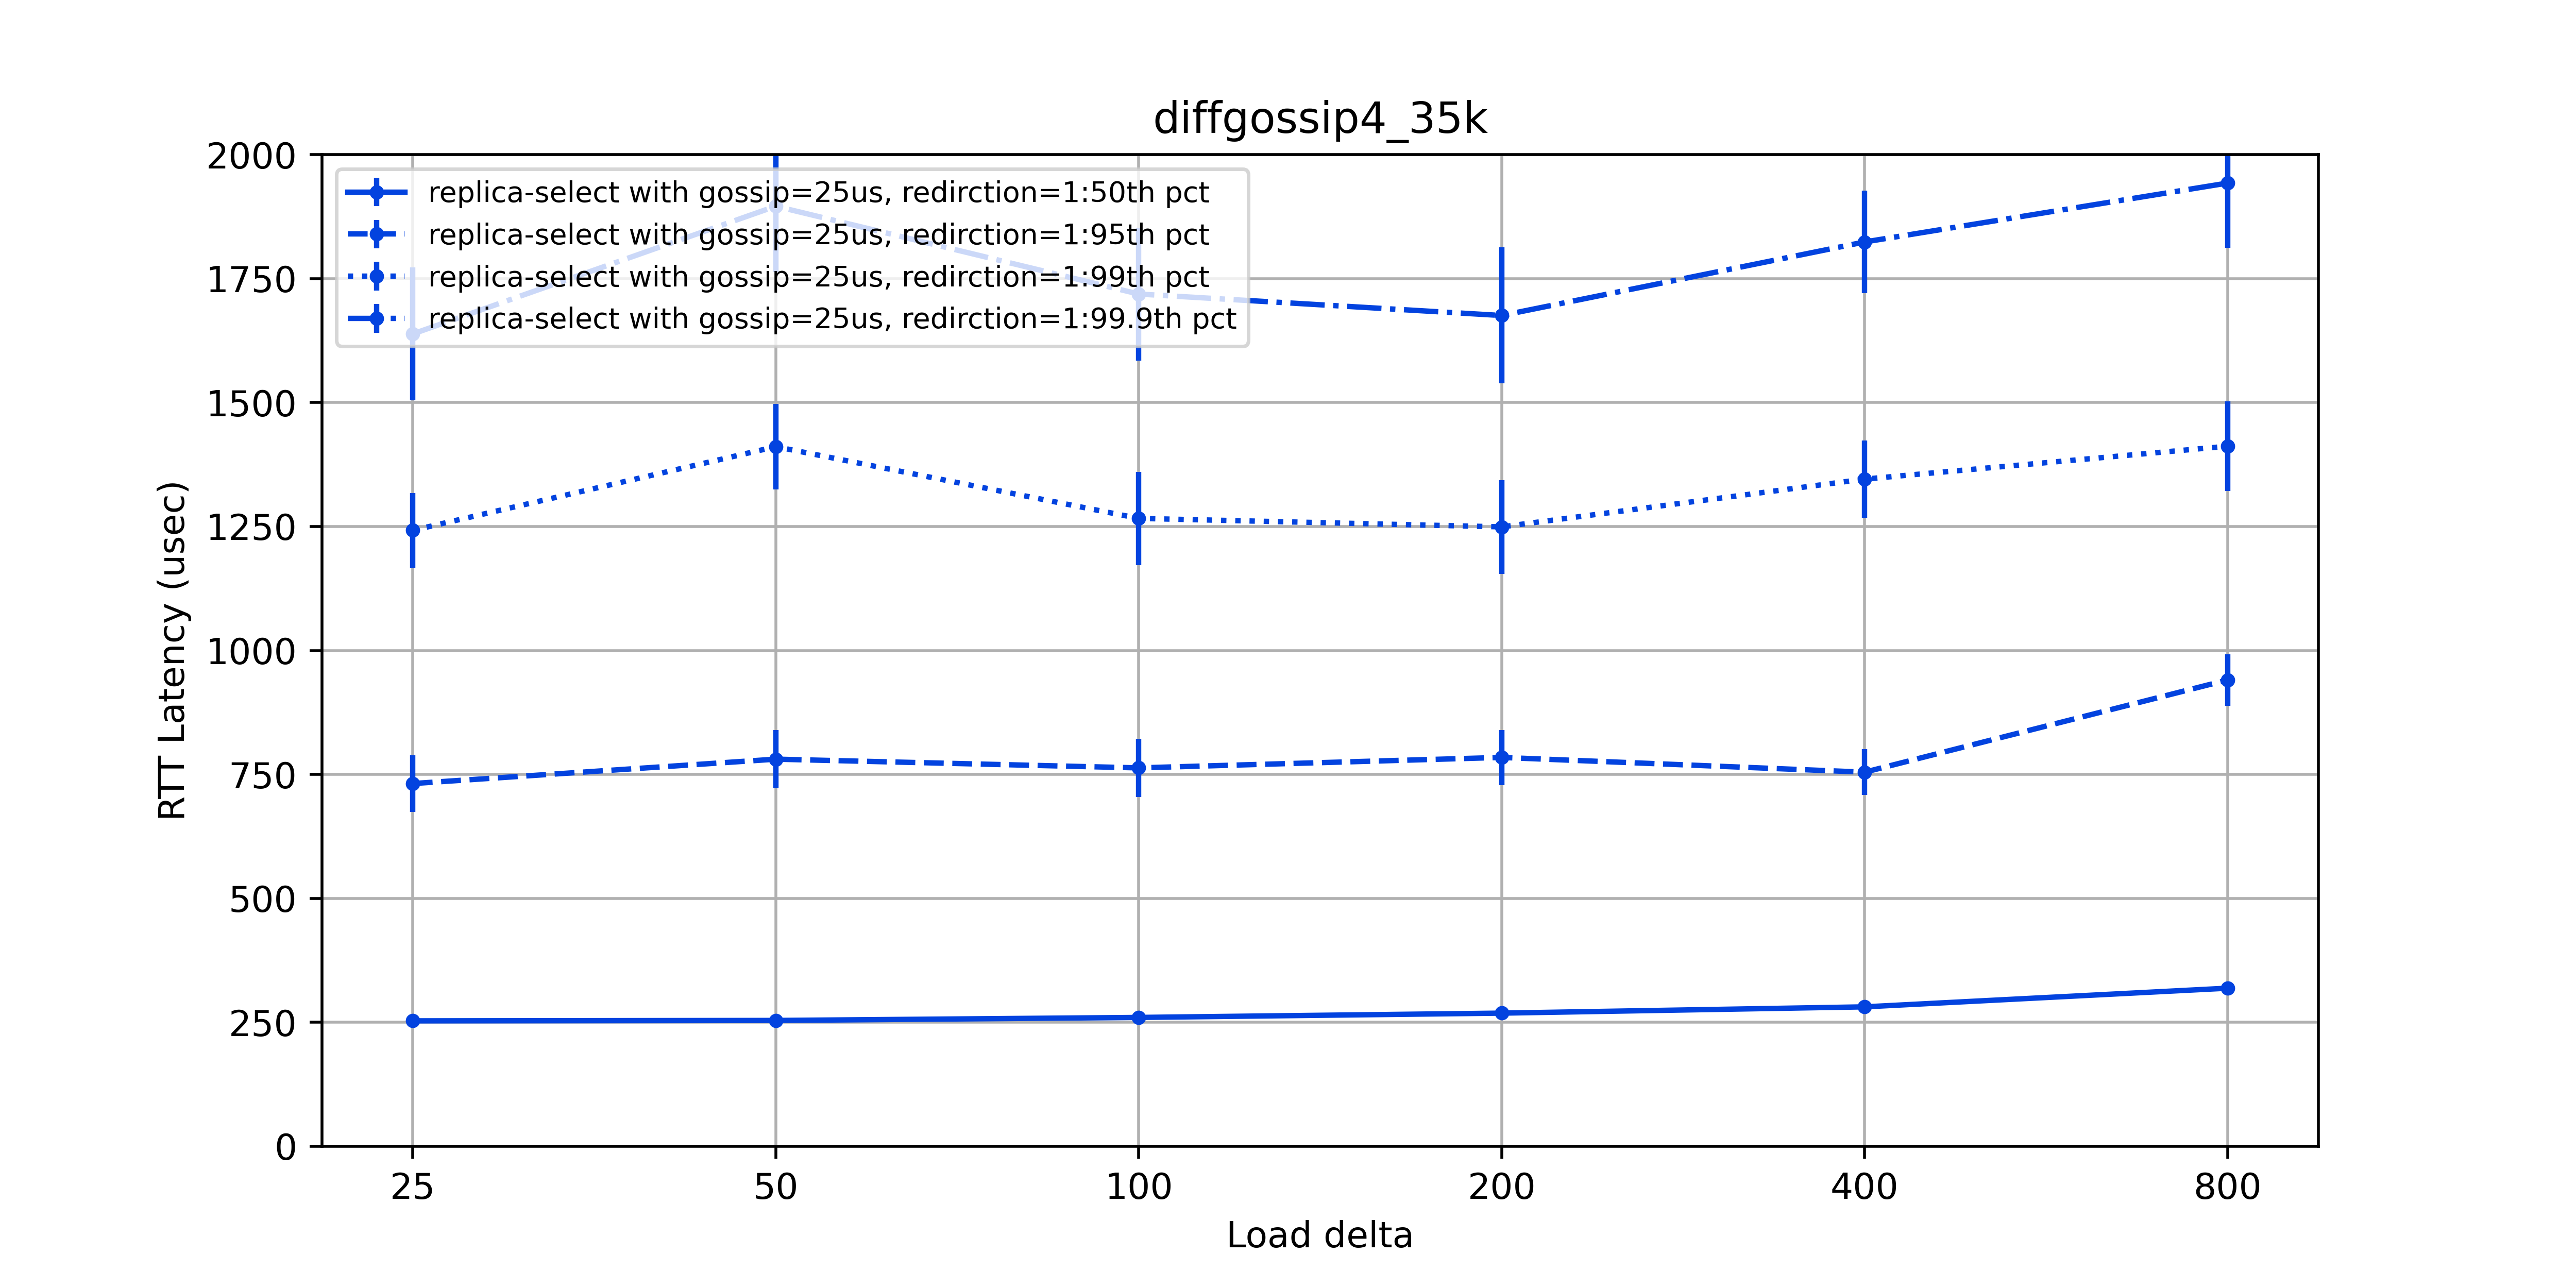 diffgossip4_35k
replica-select with gossip=25us, redirction=1:50th pct
replica-select with gossip=25us, redirction=1:95th pct
replica-select with gossip=25us, redirction=1:99th pct
replica-select with gossip=25us, redirction=1:99.9th pct
2000
1750
1500
1250
1000
750
500
250
0
RTT Latency (usec)
25 50 100 200 400 800
Load delta